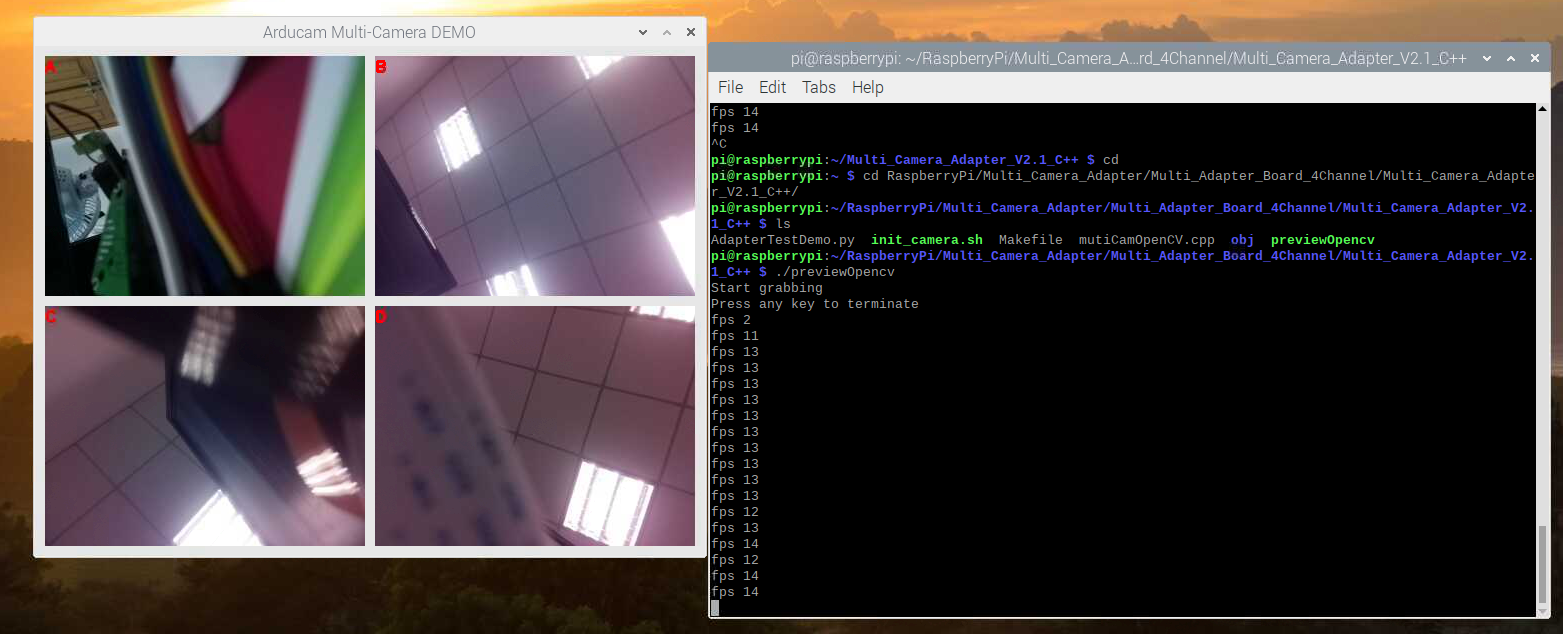 Arducam Multi-Camera DEMO
A
B
C
D
pi@raspberrypi: ~/RaspberryPi/Multi_Camera_A...rd_4Channel/Multi_Camera_Adapter_V2.1_C++
File Edit Tabs Help
fps 14
fps 14
^C
pi@raspberrypi:~/Multi_Camera_Adapter_V2.1_C++ $ cd
pi@raspberrypi:~ $ cd RaspberryPi/Multi_Camera_Adapter/Multi_Adapter_Board_4Channel/Multi_Camera_Adapte
r_V2.1_C++/
pi@raspberrypi:~/RaspberryPi/Multi_Camera_Adapter/Multi_Adapter_Board_4Channel/Multi_Camera_Adapter_V2.
1_C++ $ ls
AdapterTestDemo.py init_camera.sh Makefile mutiCamOpenCV.cpp obj previewOpencv
pi@raspberrypi:~/RaspberryPi/Multi_Camera_Adapter/Multi_Adapter_Board_4Channel/Multi_Camera_Adapter_V2.
1_C++ $ ./previewOpencv
Start grabbing
Press any key to terminate
fps 2
fps 11
fps 13
fps 13
fps 13
fps 13
fps 13
fps 13
fps 13
fps 13
fps 13
fps 13
fps 12
fps 13
fps 14
fps 12
fps 14
fps 14